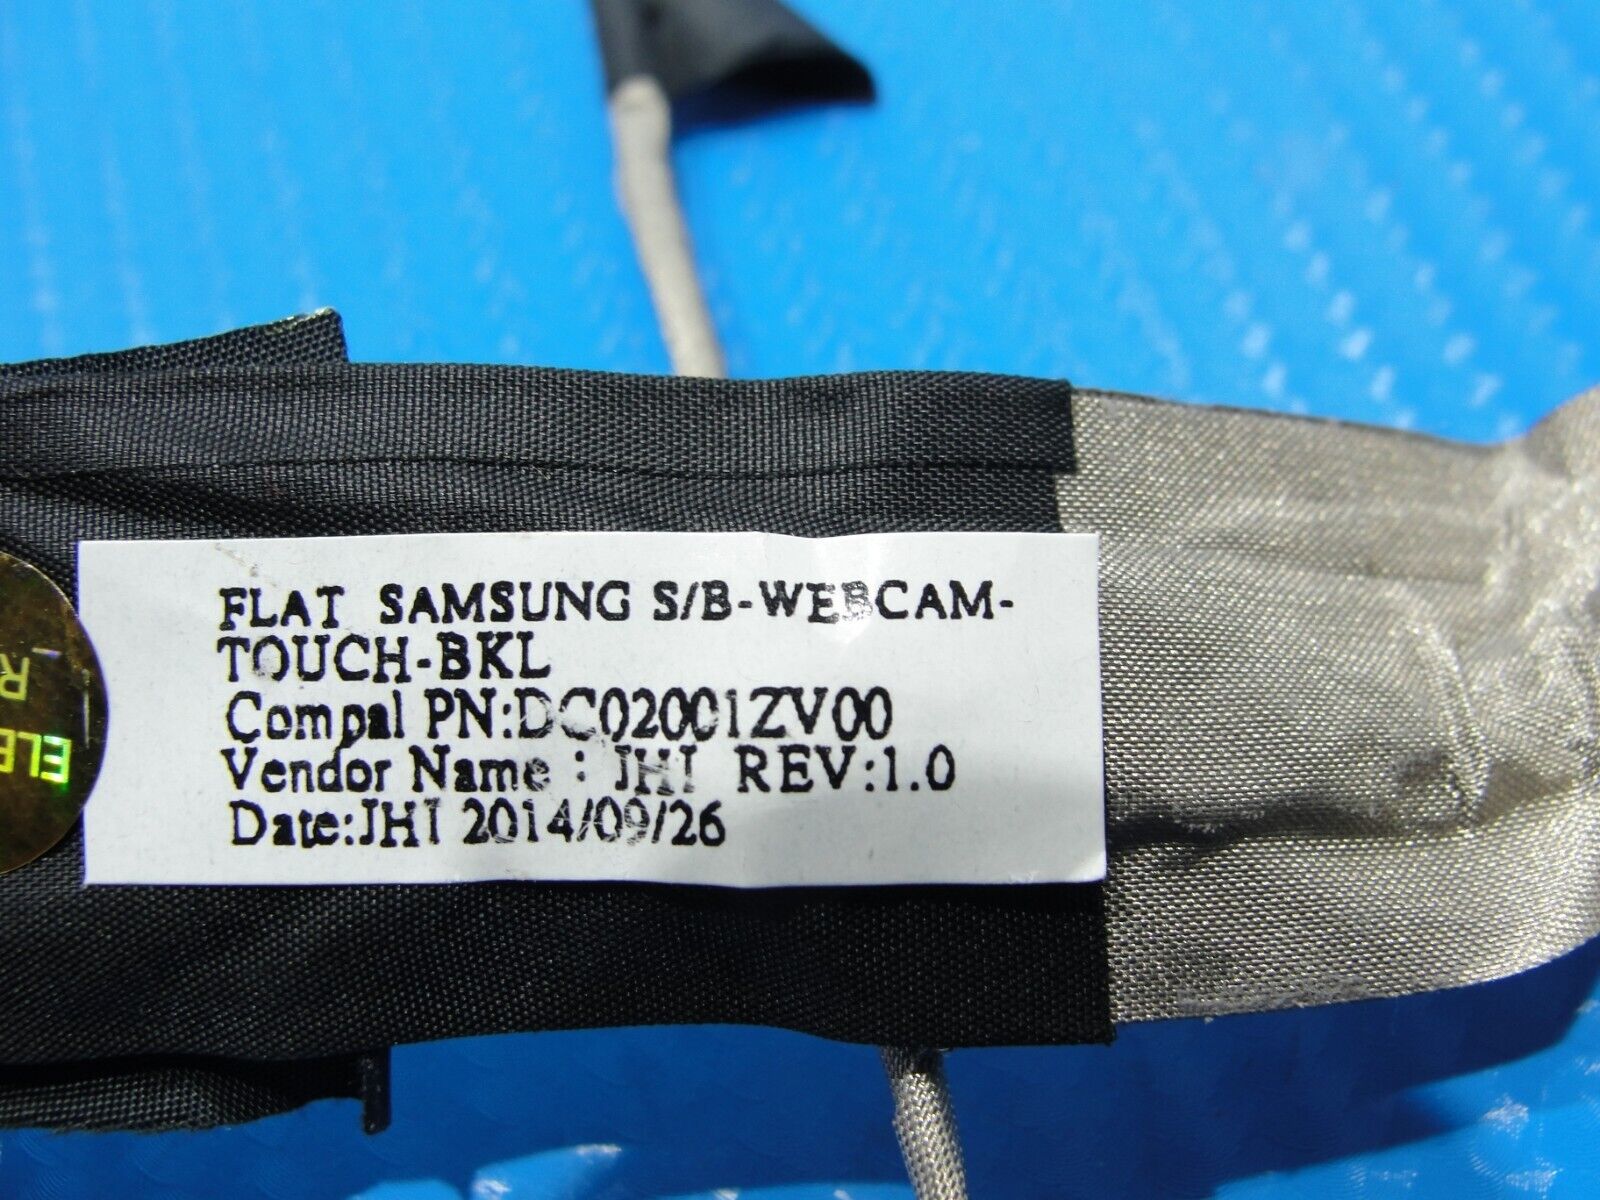 FLAT SAMSUNG S/B-WEBCAM-
TOUCH-BKL
Compal PN:DC02001ZV00
Vendor Name : JHI REV:1.0
Date:JHI 2014/09/26